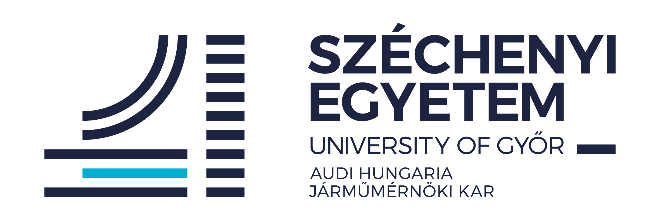 SZÉCHENYI
EGYETEM
UNIVERSITY OF GYŐR
AUDI HUNGARIA
JÁRMŰMÉRNÖKI KAR